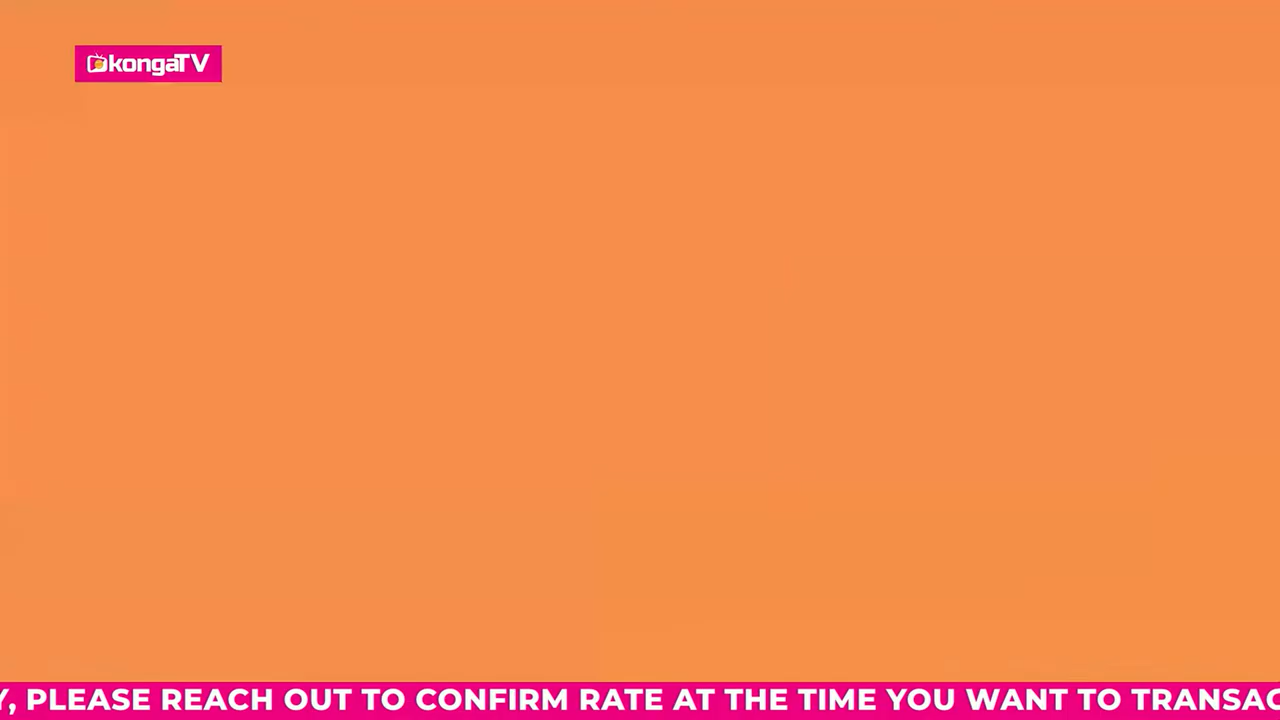 kongaTV
Y, PLEASE REACH OUT TO CONFIRM RATE AT THE TIME YOU WANT TO TRANSAC